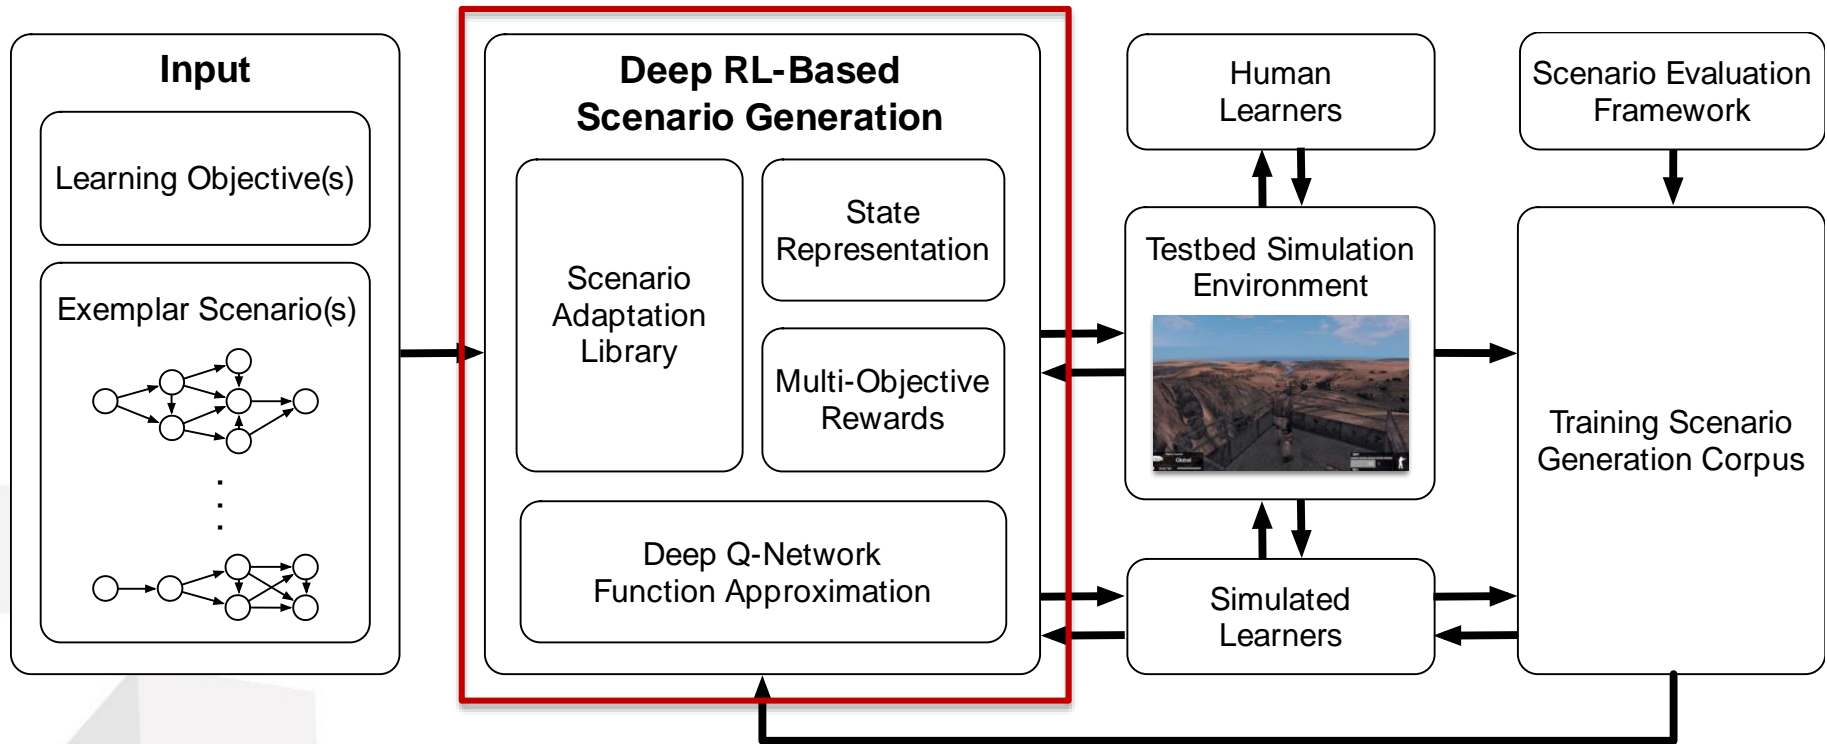 Input
Learning Objective(s)
Exemplar Scenario(s)
Deep RL-Based
Scenario Generation
Scenario
Adaptation
Library
State
Representation
Multi-Objective
Rewards
Deep Q-Network
Function Approximation
Human
Learners
Testbed Simulation
Environment
Global
Simulated
Learners
Scenario Evaluation
Framework
Training Scenario
Generation Corpus